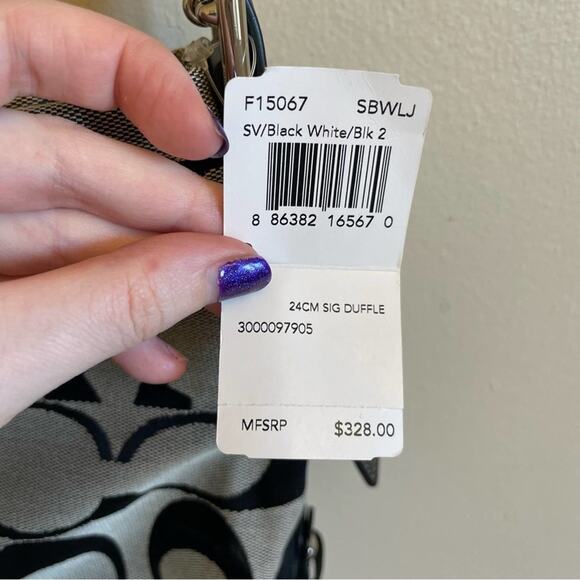 F15067 SBWLJ
SV/Black White/Blk 2
8 86382 16567 0
24CM SIG DUFFLE
3000097905
MFSRP $328.00